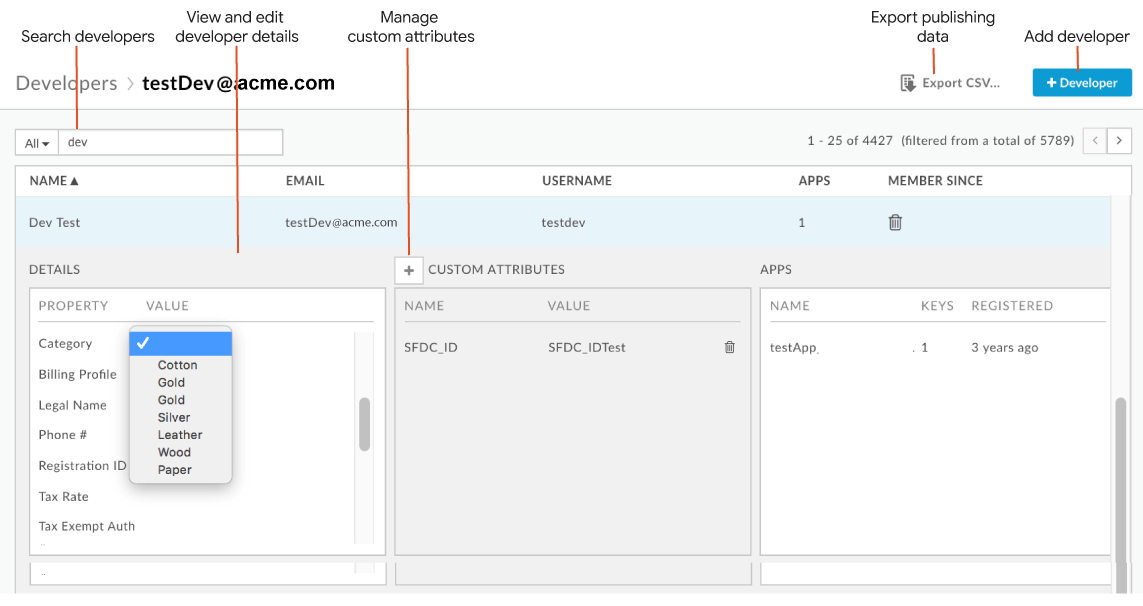 View and edit
Manage
Export publishing
Search developers
developer details
custom attributes
data
Add developer
Developers > testDev@acme.com
Export CSV...
+ Developer
All ▾ dev
1 - 25 of 4427 (filtered from a total of 5789) < >
NAME ▲ EMAIL USERNAME APPS MEMBER SINCE
Dev Test testDev@acme.com testdev 1
DETAILS
+ CUSTOM ATTRIBUTES
APPS
PROPERTY VALUE
Category
✓
Cotton
Gold
Gold
Silver
Leather
Wood
Paper
Billing Profile
Legal Name
Phone #
Registration ID
Tax Rate
Tax Exempt Auth
NAME VALUE
SFDC_ID SFDC_IDTest
NAME KEYS REGISTERED
testApp 1 3 years ago